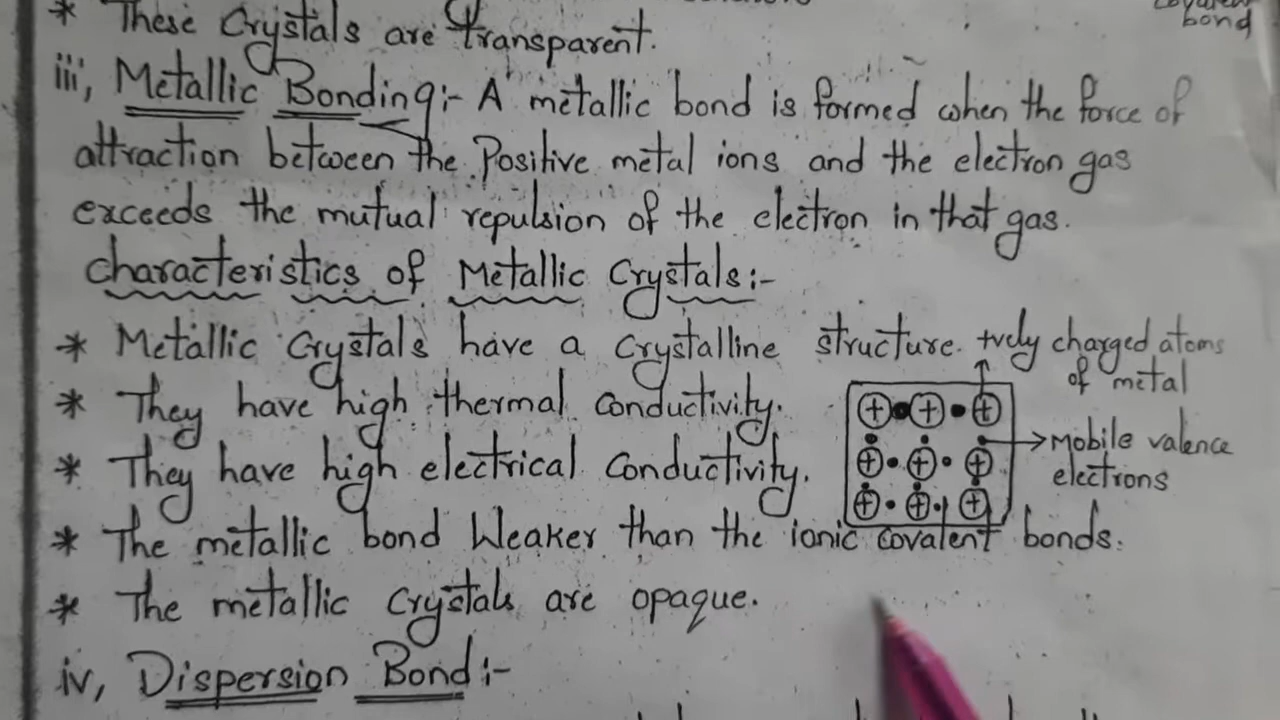 covalent
bond
* These Crystals are transparent.
iii, Metallic Bonding:- A metallic bond is formed when the force of
attraction between the Positive metal ions and the electron gas
exceeds the mutual repulsion of the electron in that gas.
Characteristics of Metallic Crystals:-
* Metallic Crystals have a crystalline structure.
+vely charged atoms
of metal
* They have high thermal conductivity.
+ + +
Mobile valence
electrons
* They have high electrical conductivity.
+ + +
+ + +
* The metallic bond Weaker than the ionic covalent bonds.
* The metallic crystals are opaque.
iv, Dispersion Bond:-